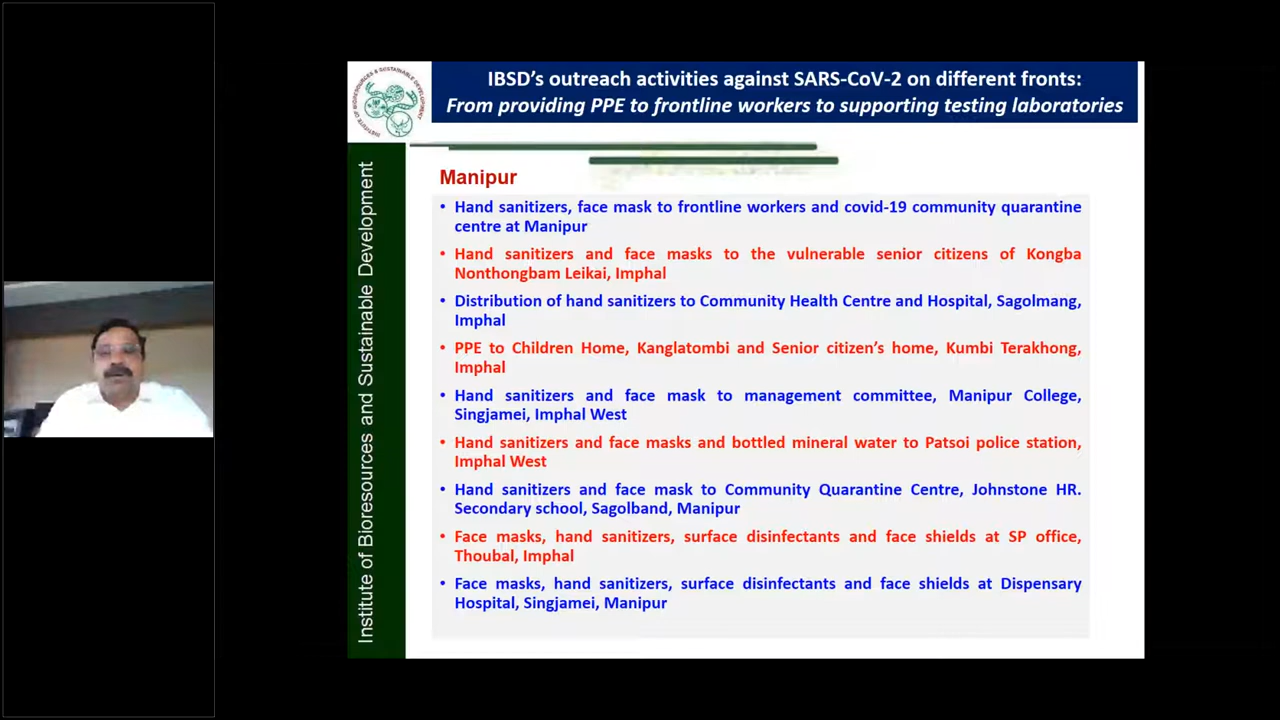 IBSD's outreach activities against SARS-CoV-2 on different fronts:
From providing PPE to frontline workers to supporting testing laboratories
INSTITUTE OF BIORESOURCES & SUSTAINABLE DEVELOPMENT
Institute of Bioresources and Sustainable Development
Manipur
• Hand sanitizers, face mask to frontline workers and covid-19 community quarantine
centre at Manipur
• Hand sanitizers and face masks to the vulnerable senior citizens of Kongba
Nonthongbam Leikai, Imphal
• Distribution of hand sanitizers to Community Health Centre and Hospital, Sagolmang,
Imphal
• PPE to Children Home, Kanglatombi and Senior citizen's home, Kumbi Terakhong,
Imphal
• Hand sanitizers and face mask to management committee, Manipur College,
Singjamei, Imphal West
• Hand sanitizers and face masks and bottled mineral water to Patsoi police station,
Imphal West
• Hand sanitizers and face mask to Community Quarantine Centre, Johnstone HR.
Secondary school, Sagolband, Manipur
• Face masks, hand sanitizers, surface disinfectants and face shields at SP office,
Thoubal, Imphal
• Face masks, hand sanitizers, surface disinfectants and face shields at Dispensary
Hospital, Singjamei, Manipur